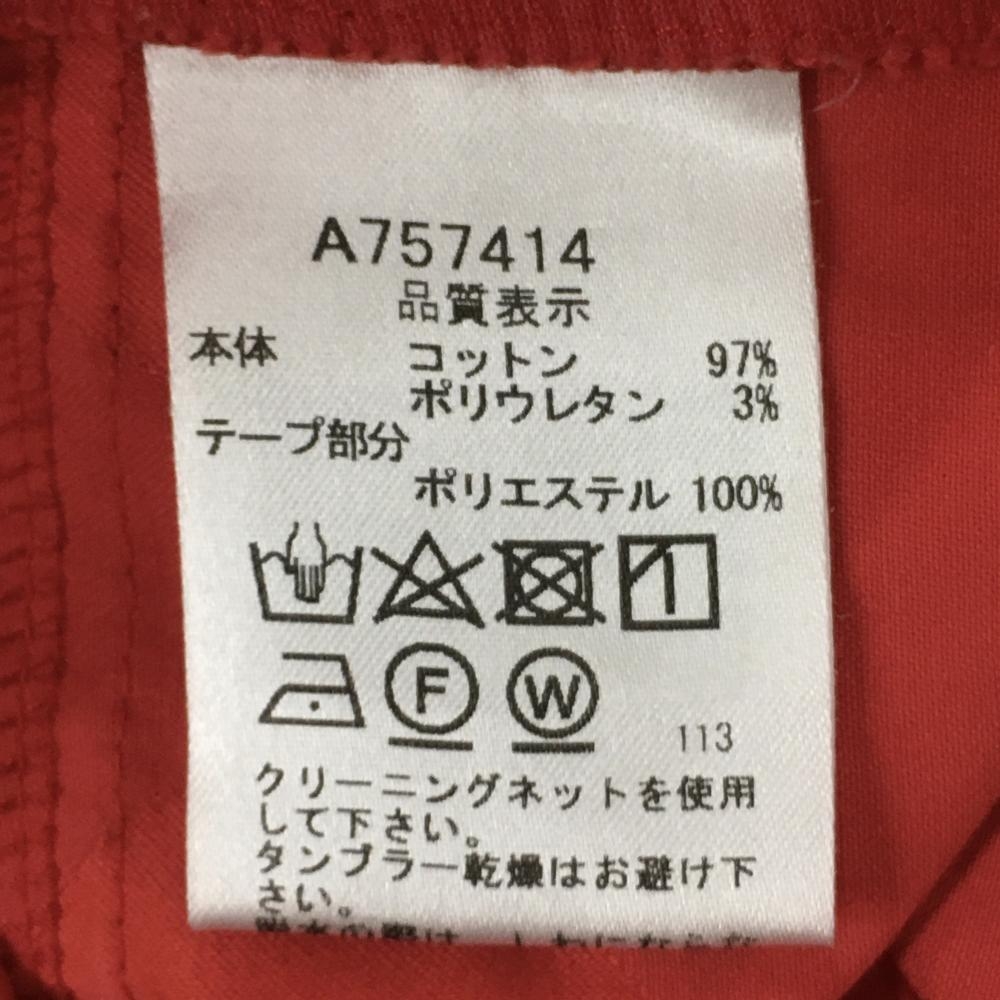 A757414
品質表示
本体 コットン 97%
ポリウレタン 3%
テープ部分
ポリエステル 100%
F W
113
クリーニングネットを使用
して下さい。
タンブラー乾燥はお避け下
さい。